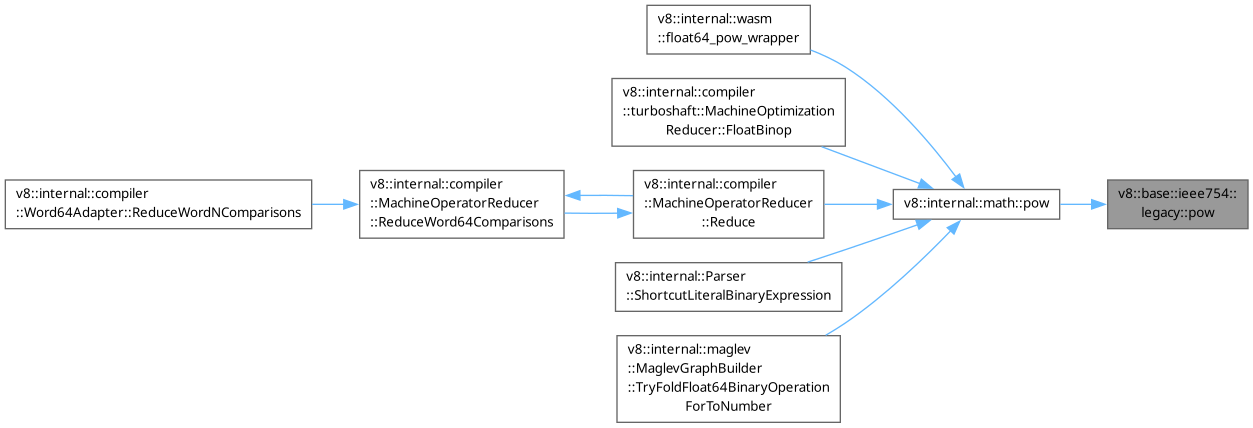 v8::internal::wasm
::float64_pow_wrapper
v8::internal::compiler
::turboshaft::MachineOptimization
Reducer::FloatBinop
v8::internal::compiler
::Word64Adapter::ReduceWordNComparisons
v8::internal::compiler
::MachineOperatorReducer
::ReduceWord64Comparisons
v8::internal::compiler
::MachineOperatorReducer
::Reduce
v8::internal::math::pow
v8::base::ieee754::
legacy::pow
v8::internal::Parser
::ShortcutLiteralBinaryExpression
v8::internal::maglev
::MaglevGraphBuilder
::TryFoldFloat64BinaryOperation
ForToNumber